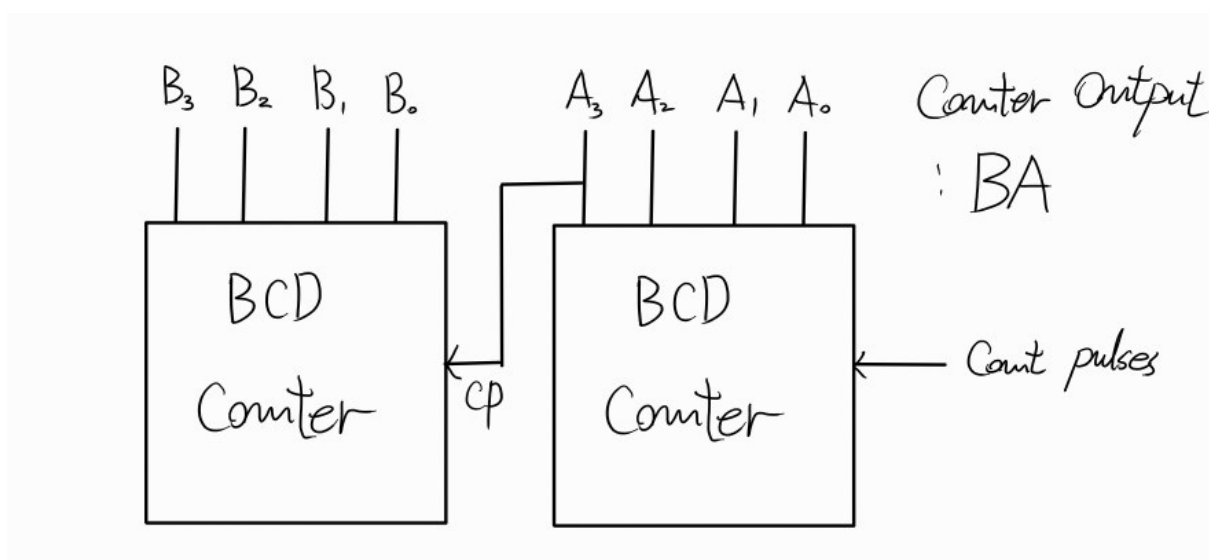 B₃ B₂ B₁ B₀ A₃ A₂ A₁ A₀ Counter Output
: BA
BCD BCD
Counter CP Counter Count pulses